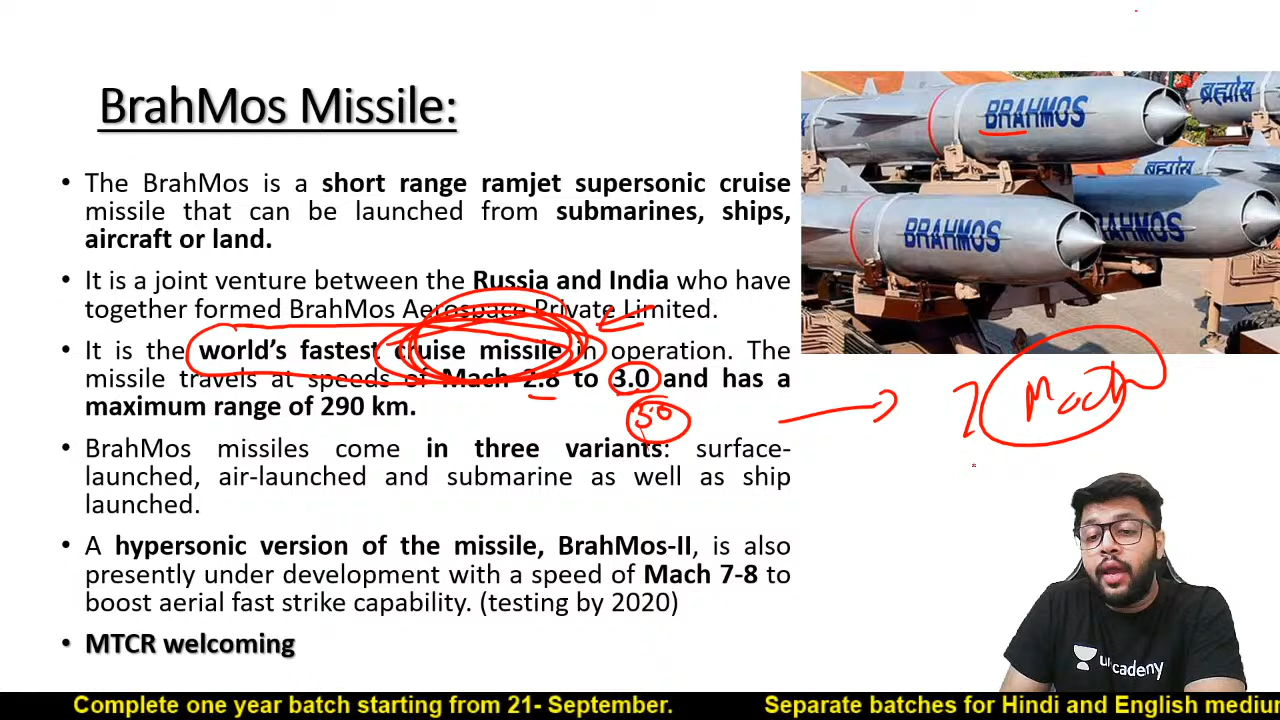 BrahMos Missile:
• The BrahMos is a short range ramjet supersonic cruise
missile that can be launched from submarines, ships,
aircraft or land.
• It is a joint venture between the Russia and India who have
together formed BrahMos Aerospace Private Limited.
• It is the world's fastest cruise missile in operation. The
missile travels at speeds of Mach 2.8 to 3.0 and has a
maximum range of 290 km.
• BrahMos missiles come in three variants: surface-
launched, air-launched and submarine as well as ship
launched.
• A hypersonic version of the missile, BrahMos-II, is also
presently under development with a speed of Mach 7-8 to
boost aerial fast strike capability. (testing by 2020)
• MTCR welcoming
BRAHMOS
ब्रह्मोस
ब्रह्मोस
BRAHMOS
BRAHMOS
50
7 Mach
unacademy
Complete one year batch starting from 21- September.
Separate batches for Hindi and English medium